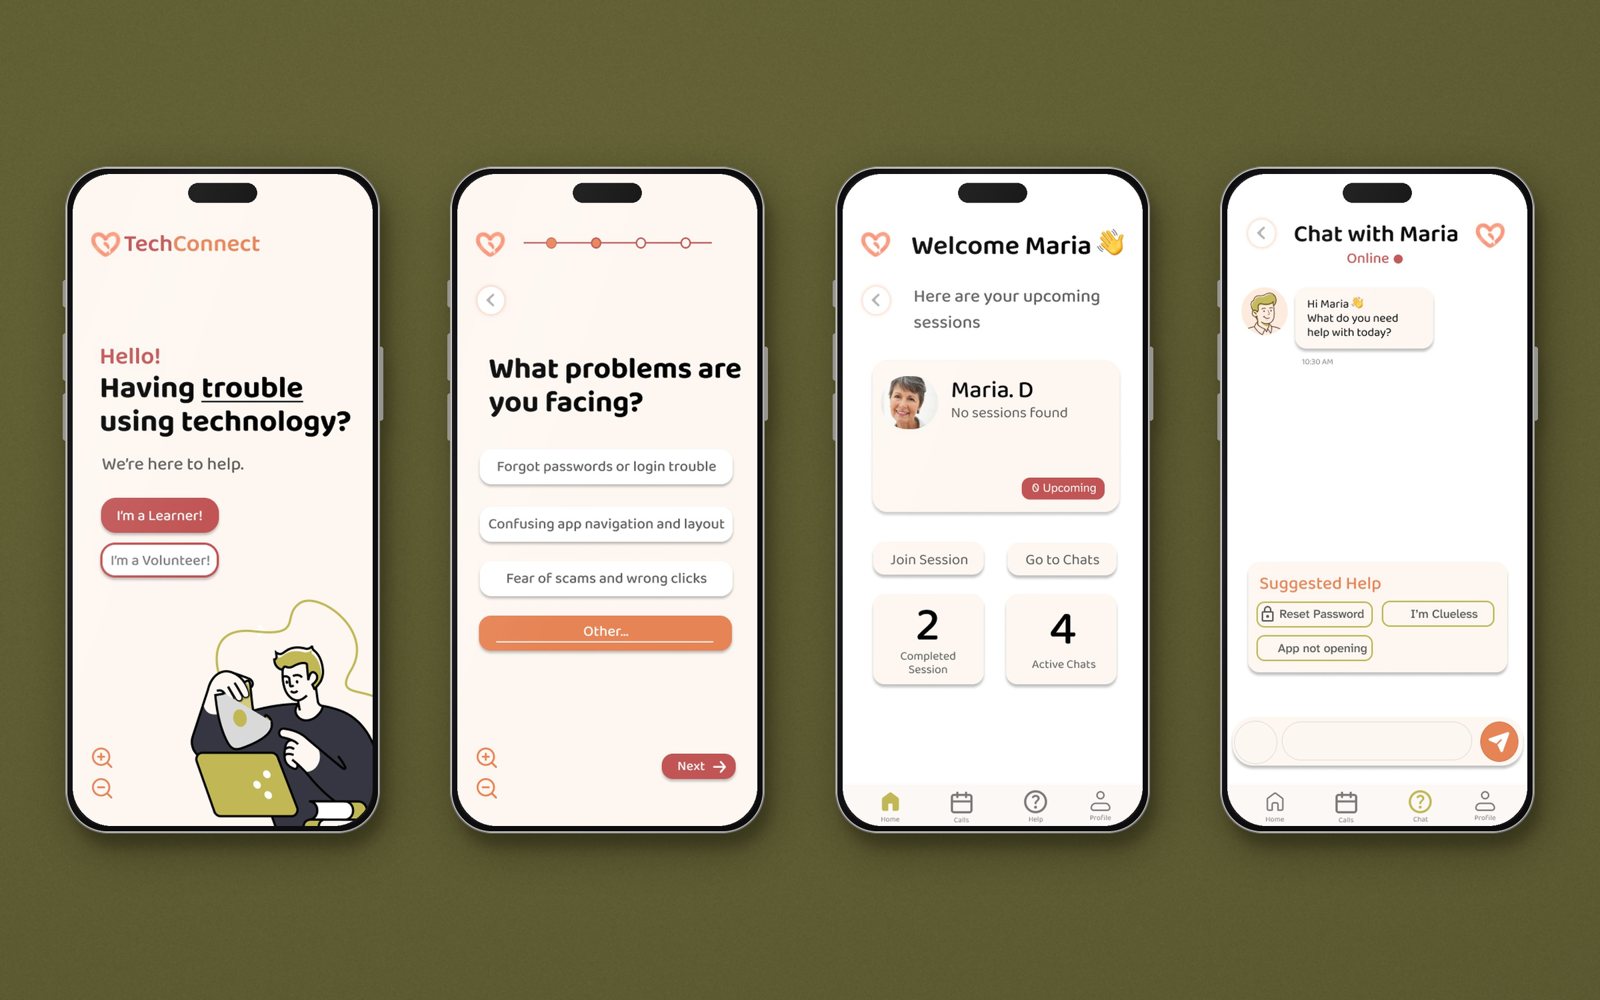 TechConnect
Hello!
Having trouble
using technology?
We're here to help.
I'm a Learner!
I'm a Volunteer!
What problems are
you facing?
Forgot passwords or login trouble
Confusing app navigation and layout
Fear of scams and wrong clicks
Other...
Next
Welcome Maria 👋
Here are your upcoming
sessions
Maria. D
No sessions found
0 Upcoming
Join Session
Go to Chats
2
Completed
Session
4
Active Chats
Home
Calls
Help
Profile
Chat with Maria
Online
Hi Maria 👋
What do you need
help with today?
10:30 AM
Suggested Help
Reset Password
I'm Clueless
App not opening
Home
Calls
Chat
Profile